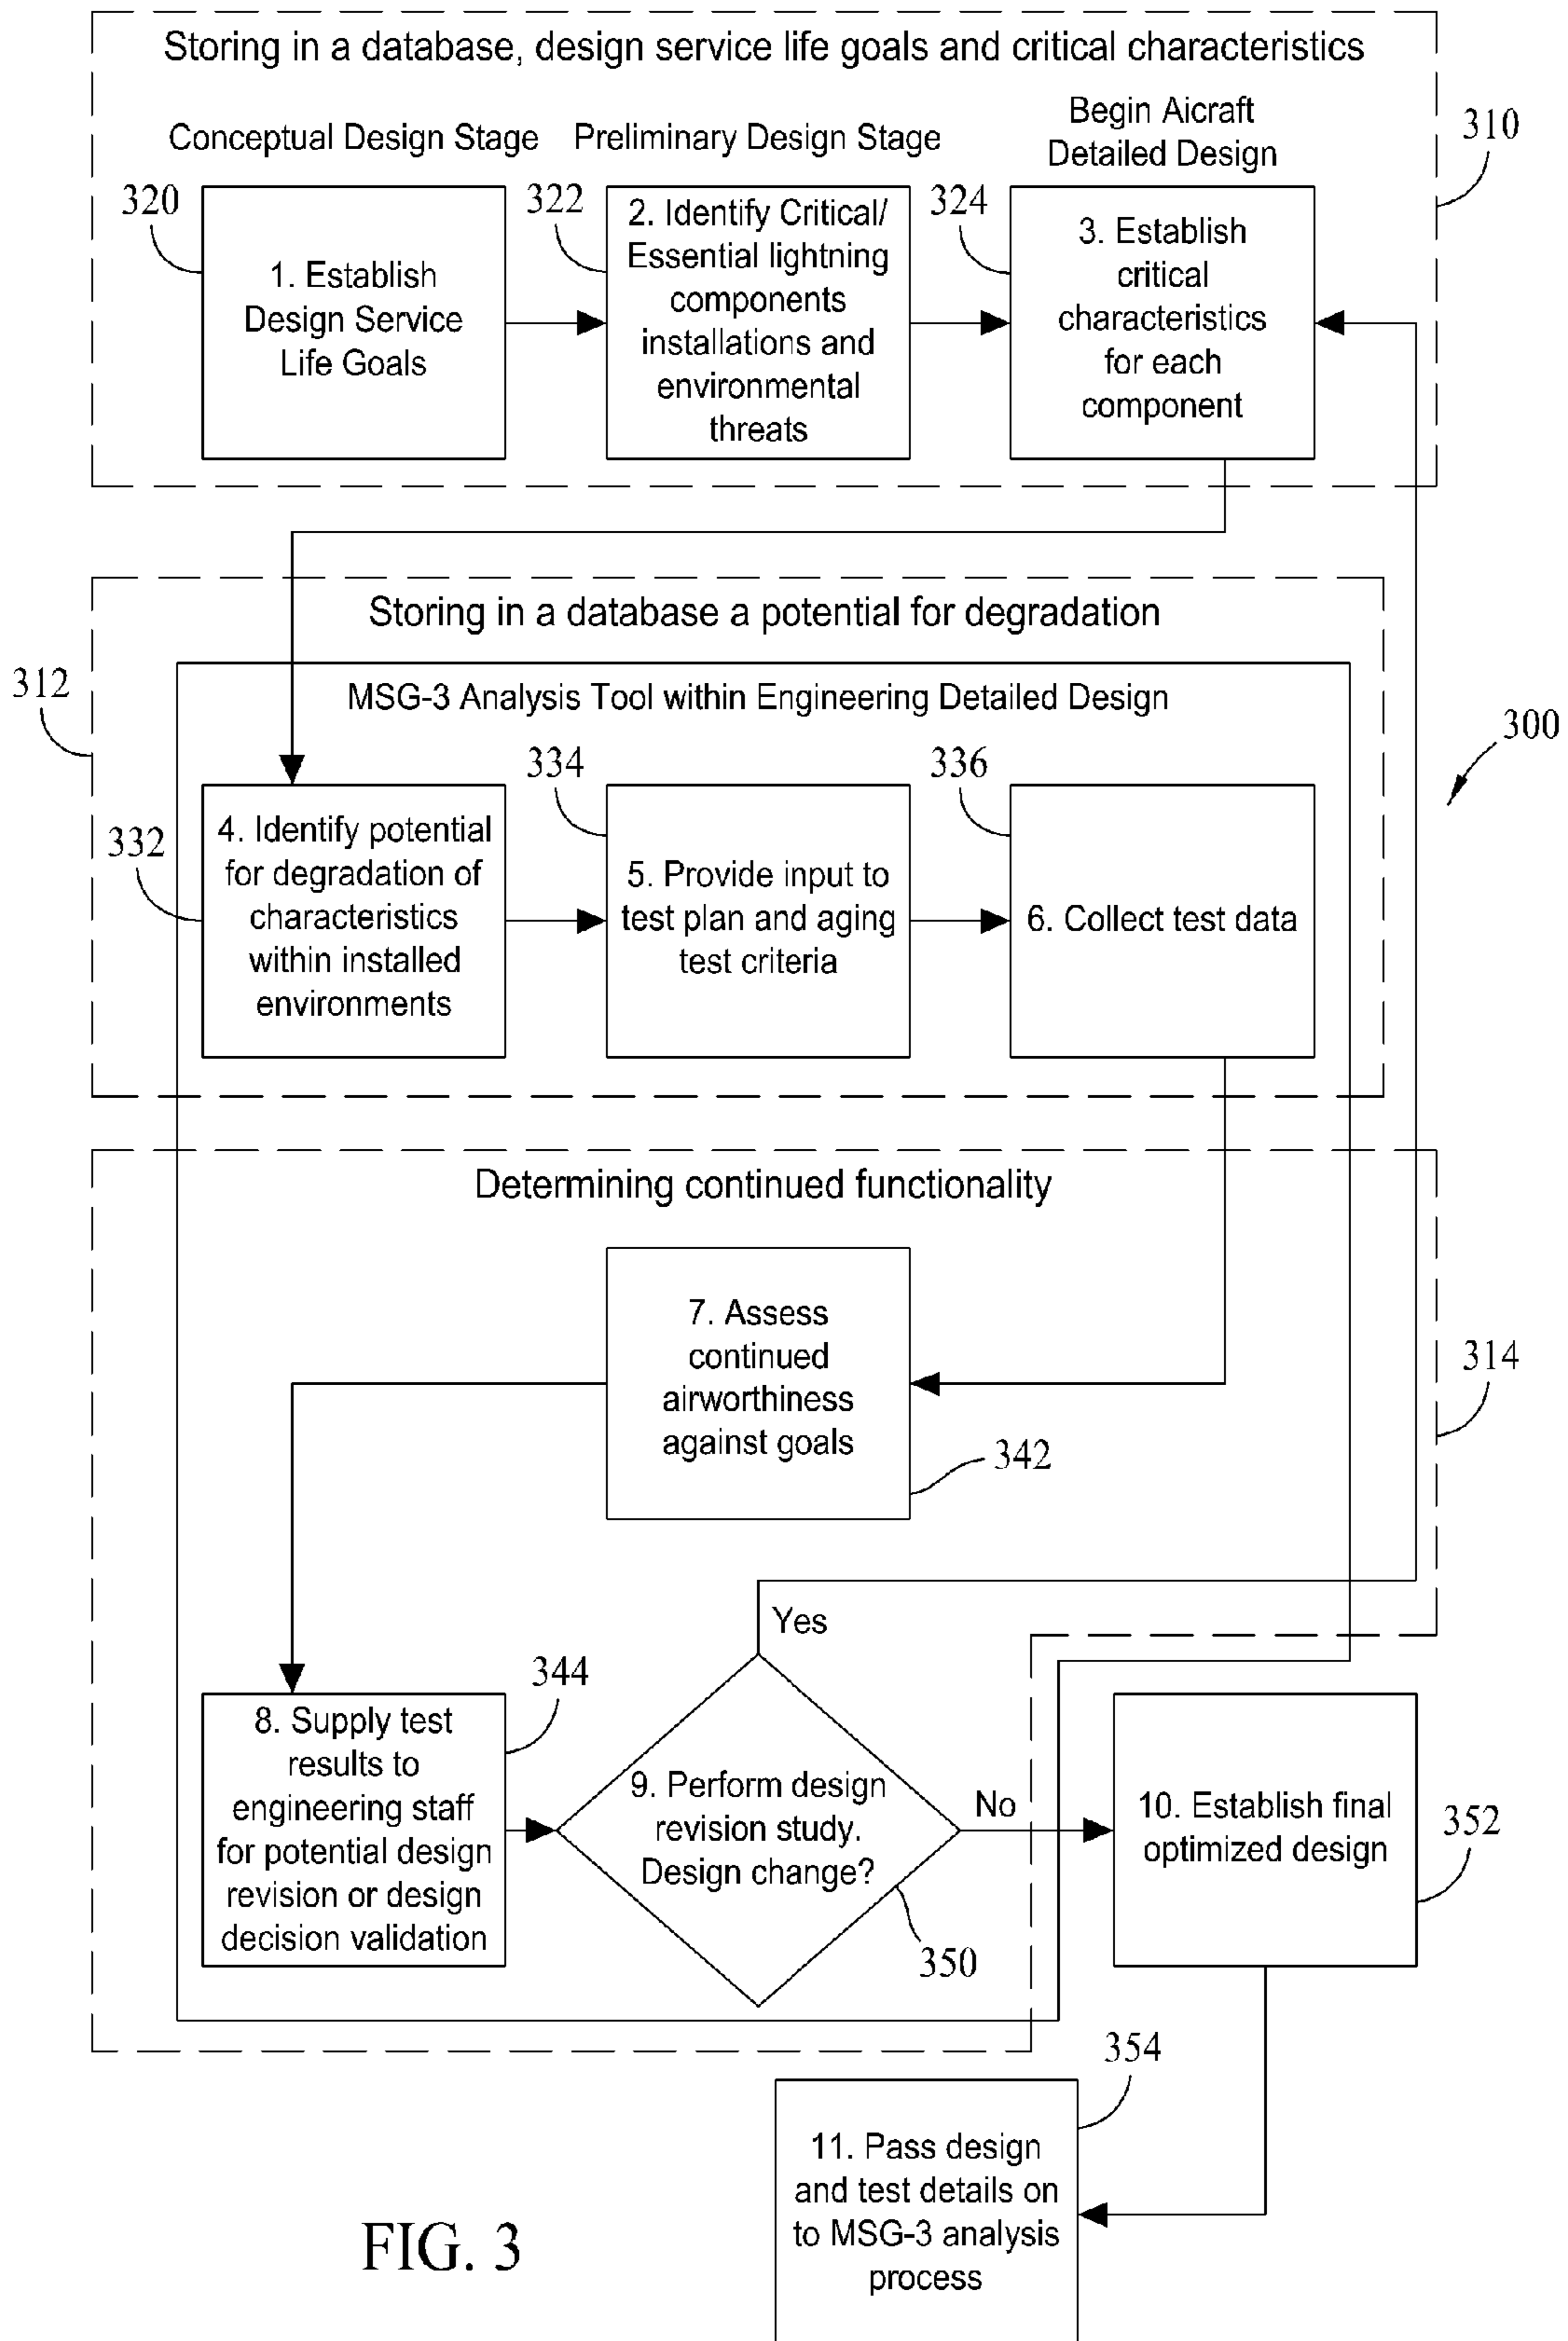 Storing in a database, design service life goals and critical characteristics
Conceptual Design Stage
Preliminary Design Stage
Begin Aicraft
Detailed Design
310
320
1. Establish
Design Service
Life Goals
322
2. Identify Critical/
Essential lightning
components
installations and
environmental
threats
324
3. Establish
critical
characteristics
for each
component
Storing in a database a potential for degradation
312
MSG-3 Analysis Tool within Engineering Detailed Design
300
332
4. Identify potential
for degradation of
characteristics
within installed
environments
334
5. Provide input to
test plan and aging
test criteria
336
6. Collect test data
Determining continued functionality
314
7. Assess
continued
airworthiness
against goals
342
344
8. Supply test
results to
engineering staff
for potential design
revision or design
decision validation
Yes
9. Perform design
revision study.
Design change?
350
No
10. Establish final
optimized design
352
354
11. Pass design
and test details on
to MSG-3 analysis
process
FIG. 3